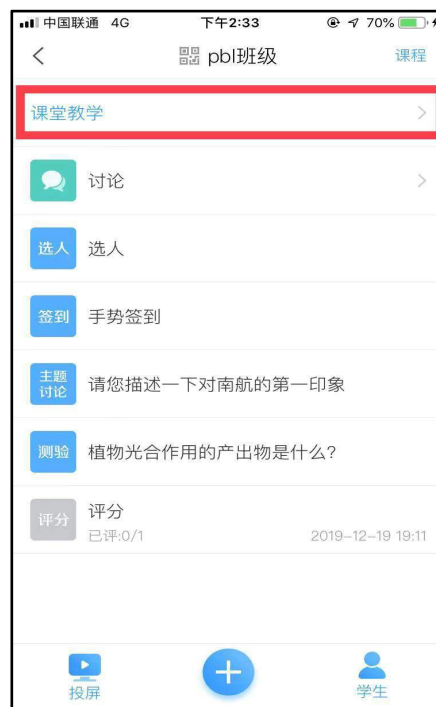 中国联通 4G 下午2:33 70%
pbl班级 课程
课堂教学
讨论
选人 选人
签到 手势签到
主题
讨论 请您描述一下对南航的第一印象
测验 植物光合作用的产出物是什么?
评分 评分
已评:0/1 2019-12-19 19:11
投屏 学生